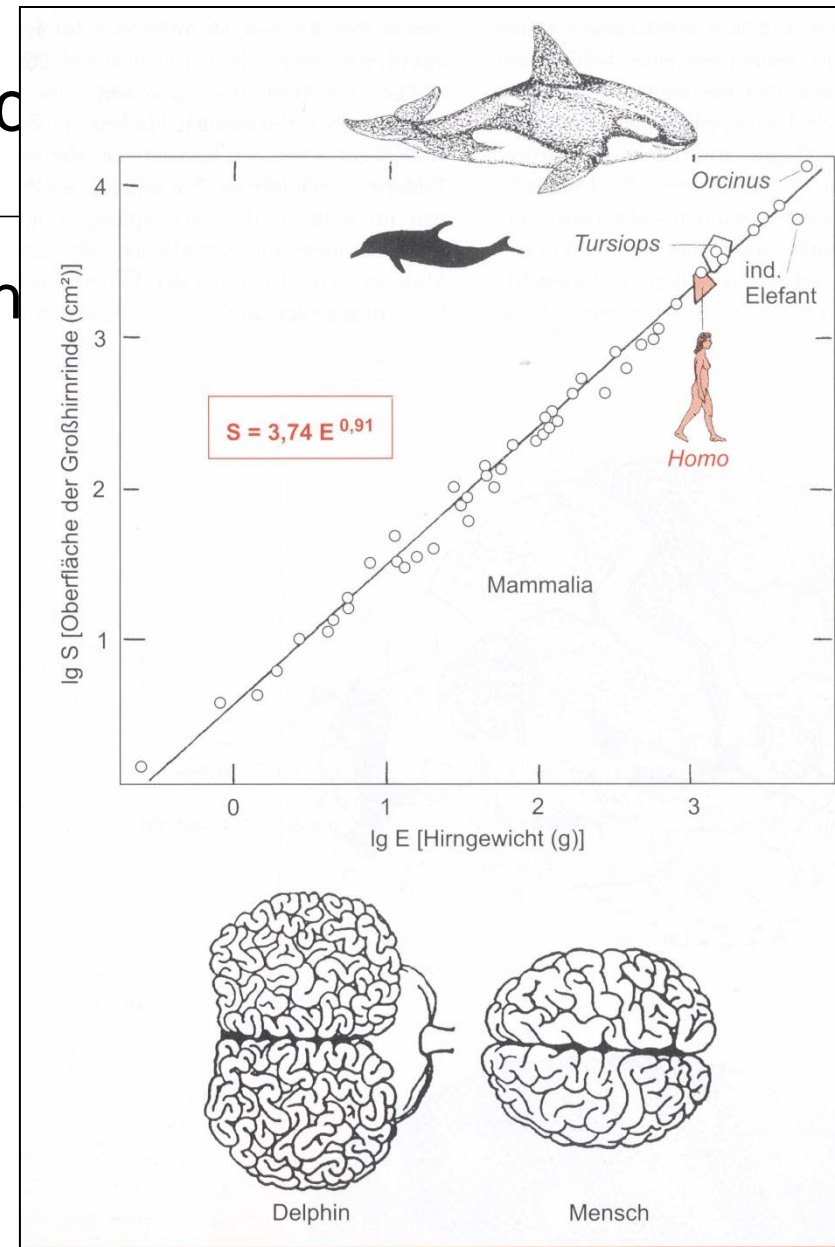 Orcinus
Tursiops
ind.
Elefant
Homo
S = 3,74 E 0,91
Mammalia
lg S [Oberfläche der Großhirnrinde (cm²)]
4
3
2
1
0
1
2
3
lg E [Hirngewicht (g)]
Delphin
Mensch